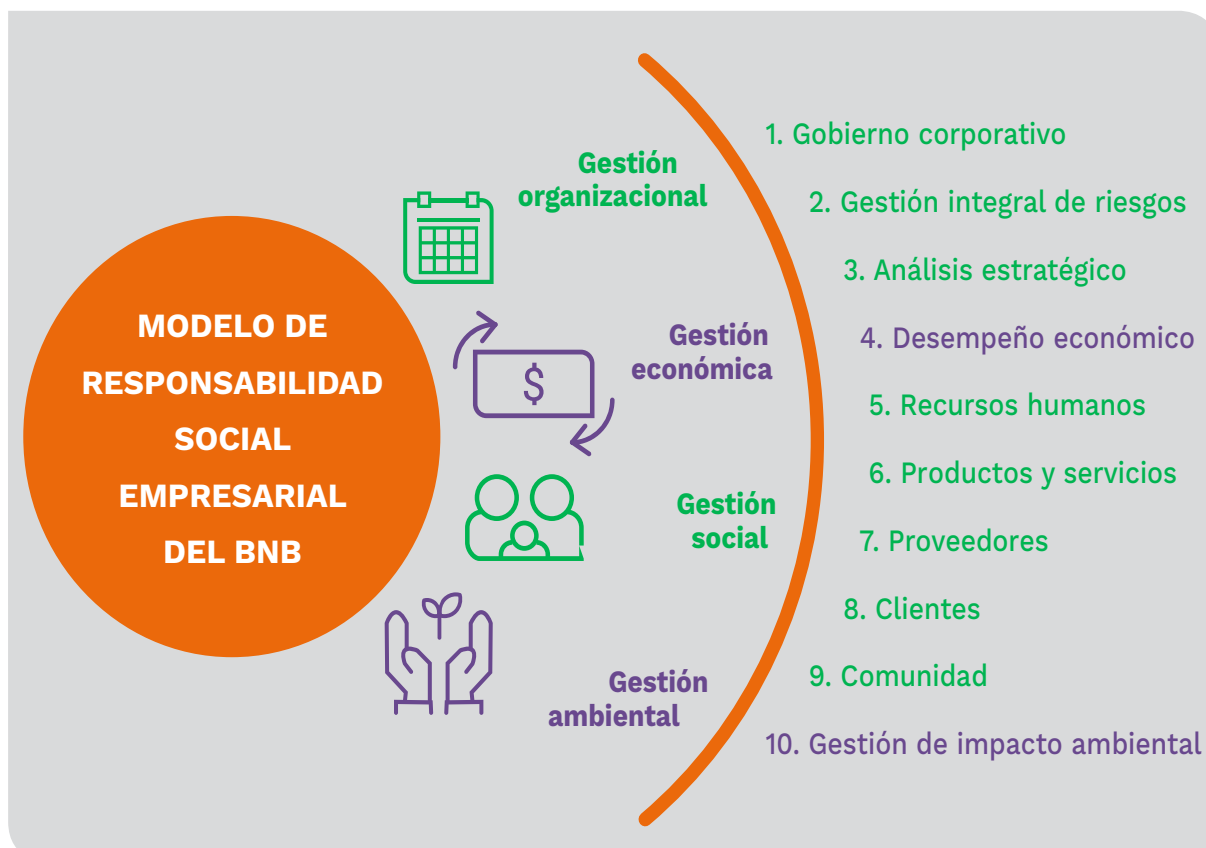 MODELO DE
RESPONSABILIDAD
SOCIAL
EMPRESARIAL
DEL BNB
Gestión
organizacional
$
Gestión
económica
Gestión
social
Gestión
ambiental
1. Gobierno corporativo
2. Gestión integral de riesgos
3. Análisis estratégico
4. Desempeño económico
5. Recursos humanos
6. Productos y servicios
7. Proveedores
8. Clientes
9. Comunidad
10. Gestión de impacto ambiental